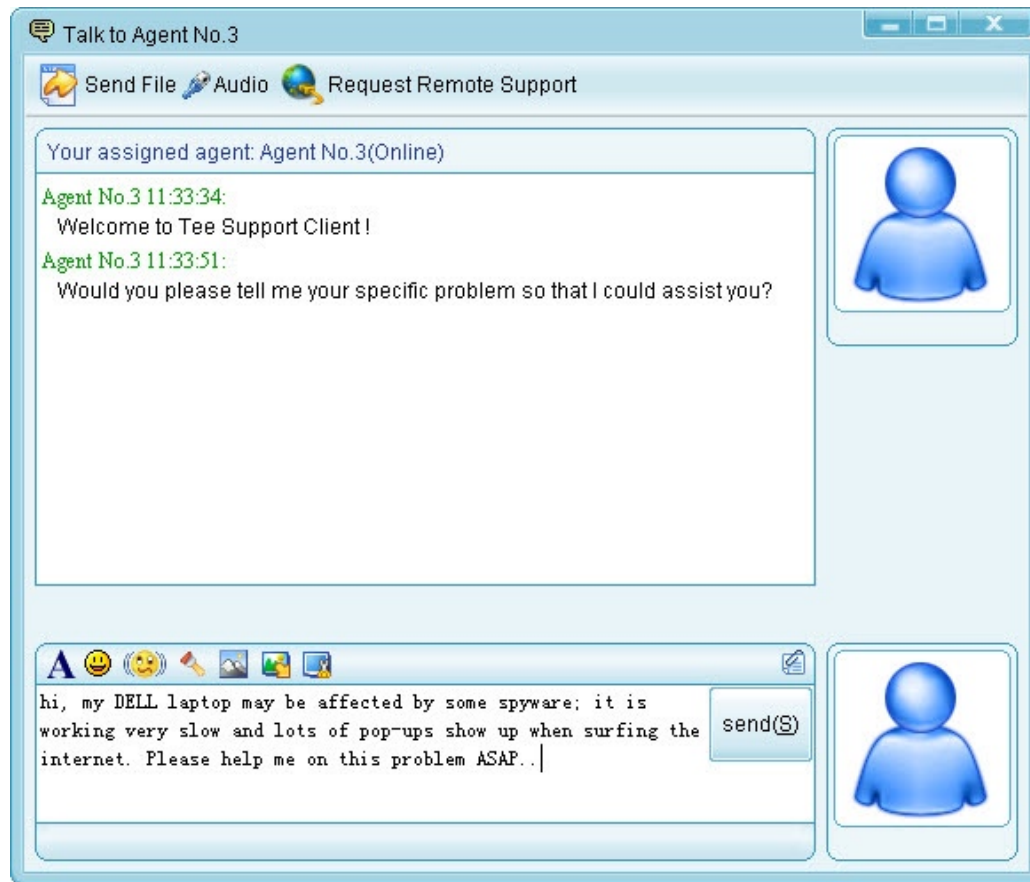 Talk to Agent No.3
Send File Audio Request Remote Support
Your assigned agent: Agent No.3(Online)
Agent No.3 11:33:34:
Welcome to Tee Support Client !
Agent No.3 11:33:51:
Would you please tell me your specific problem so that I could assist you?
A
hi, my DELL laptop may be affected by some spyware; it is
working very slow and lots of pop-ups show up when surfing the
internet. Please help me on this problem ASAP..
send(S)